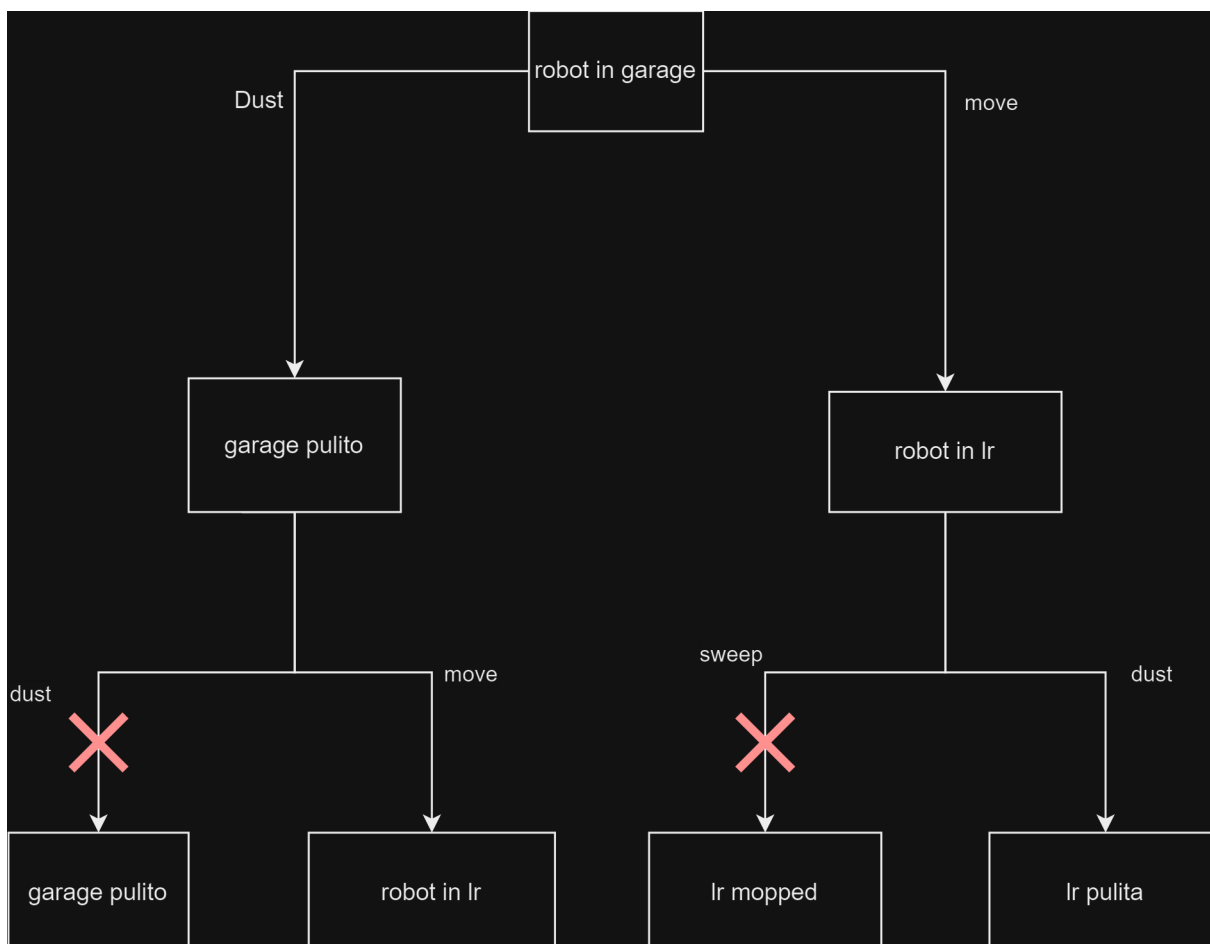 robot in garage
Dust
move
garage pulito
robot in lr
sweep
move
dust
dust
garage pulito
robot in lr
lr mopped
lr pulita